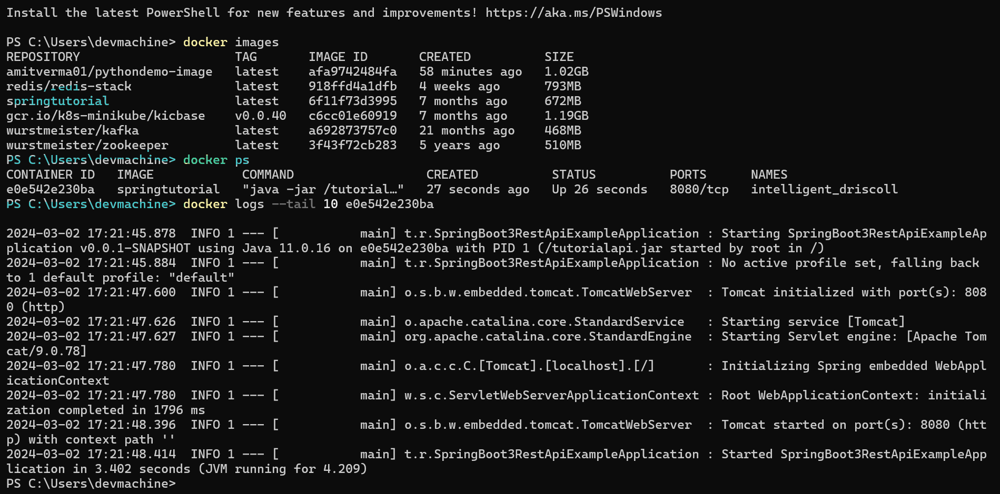 Install the latest PowerShell for new features and improvements! https://aka.ms/PSWindows
PS C:\Users\devmachine> docker images
REPOSITORY                     TAG       IMAGE ID       CREATED          SIZE
amitverma01/pythondemo-image   latest    afa9742484fa   58 minutes ago   1.02GB
redis/redis-stack              latest    918ffd4a1dfb   4 weeks ago      793MB
springtutorial                 latest    6f11f73d3995   7 months ago     672MB
gcr.io/k8s-minikube/kicbase    v0.0.40   c6cc01e60919   7 months ago     1.19GB
wurstmeister/kafka             latest    a692873757c0   21 months ago    468MB
wurstmeister/zookeeper         latest    3f43f72cb283   5 years ago      510MB
PS C:\Users\devmachine> docker ps
CONTAINER ID   IMAGE            COMMAND                  CREATED          STATUS          PORTS      NAMES
e0e542e230ba   springtutorial   "java -jar /tutorial…"   27 seconds ago   Up 26 seconds   8080/tcp   intelligent_driscoll
PS C:\Users\devmachine> docker logs --tail 10 e0e542e230ba
2024-03-02 17:21:45.878  INFO 1 --- [           main] t.r.SpringBoot3RestApiExampleApplication : Starting SpringBoot3RestApiExampleAp
plication v0.0.1-SNAPSHOT using Java 11.0.16 on e0e542e230ba with PID 1 (/tutorialapi.jar started by root in /)
2024-03-02 17:21:45.884  INFO 1 --- [           main] t.r.SpringBoot3RestApiExampleApplication : No active profile set, falling back
to 1 default profile: "default"
2024-03-02 17:21:47.600  INFO 1 --- [           main] o.s.b.w.embedded.tomcat.TomcatWebServer  : Tomcat initialized with port(s): 808
0 (http)
2024-03-02 17:21:47.626  INFO 1 --- [           main] o.apache.catalina.core.StandardService   : Starting service [Tomcat]
2024-03-02 17:21:47.627  INFO 1 --- [           main] org.apache.catalina.core.StandardEngine  : Starting Servlet engine: [Apache Tom
cat/9.0.78]
2024-03-02 17:21:47.780  INFO 1 --- [           main] o.a.c.c.C.[Tomcat].[localhost].[/]       : Initializing Spring embedded WebAppl
icationContext
2024-03-02 17:21:47.780  INFO 1 --- [           main] w.s.c.ServletWebServerApplicationContext : Root WebApplicationContext: initiali
zation completed in 1796 ms
2024-03-02 17:21:48.396  INFO 1 --- [           main] o.s.b.w.embedded.tomcat.TomcatWebServer  : Tomcat started on port(s): 8080 (htt
p) with context path ''
2024-03-02 17:21:48.414  INFO 1 --- [           main] t.r.SpringBoot3RestApiExampleApplication : Started SpringBoot3RestApiExampleApp
lication in 3.402 seconds (JVM running for 4.209)
PS C:\Users\devmachine>